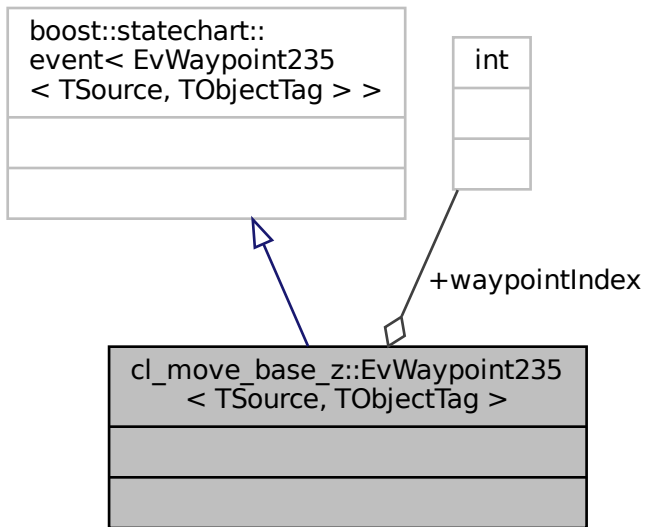 boost::statechart::
event< EvWaypoint235
< TSource, TObjectTag > >
int
+waypointIndex
cl_move_base_z::EvWaypoint235
< TSource, TObjectTag >